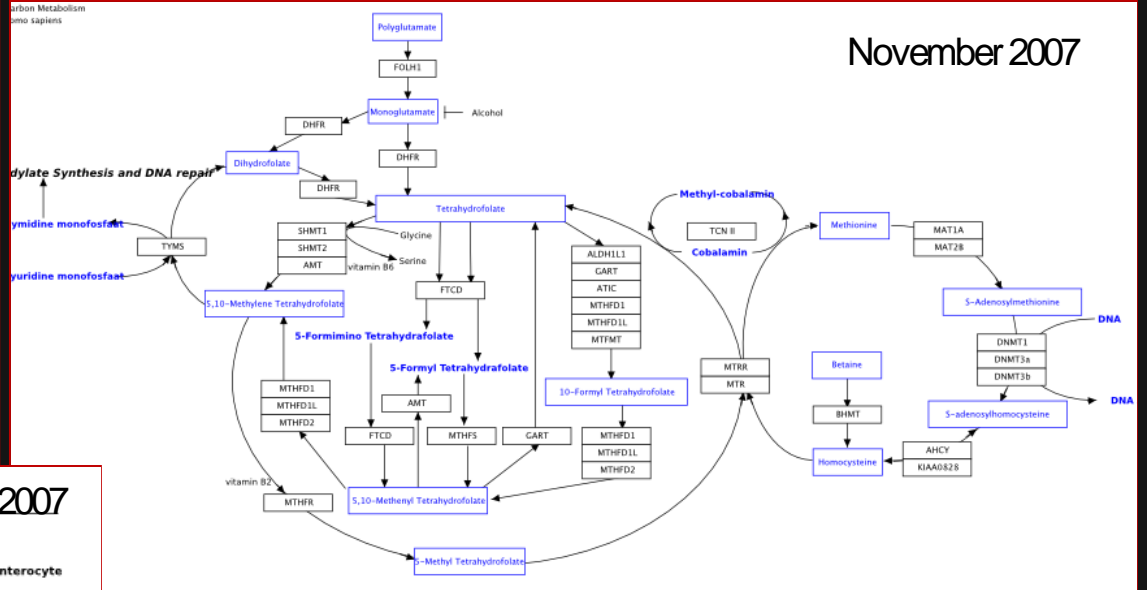 arbon Metabolism
omo sapiens
November 2007
Polyglutamate
FOLH1
Monoglutamate
Alcohol
DHFR
DHFR
Dihydrofolate
DHFR
dylate Synthesis and DNA repair
ymidine monofosfaat
TYMS
yuridine monofosfaat
Tetrahydrofolate
SHMT1
SHMT2
AMT
Glycine
Serine
vitamin B6
FTCD
ALDH1L1
GART
ATIC
MTHFD1
MTHFD1L
MTFMT
Methyl-cobalamin
TCN II
Cobalamin
Methionine
MAT1A
MAT2B
S-Adenosylmethionine
DNA
DNMT1
DNMT3a
DNMT3b
DNA
S-adenosylhomocysteine
5,10-Methylene Tetrahydrofolate
5-Formimino Tetrahydrafolate
5-Formyl Tetrahydrafolate
10-Formyl Tetrahydrofolate
MTRR
MTR
Betaine
BHMT
Homocysteine
AHCY
KIAA0828
MTHFD1
MTHFD1L
MTHFD2
AMT
FTCD
MTHFS
GART
MTHFD1
MTHFD1L
MTHFD2
vitamin B2
MTHFR
5,10-Methenyl Tetrahydrofolate
5-Methyl Tetrahydrofolate
2007
nterocyte